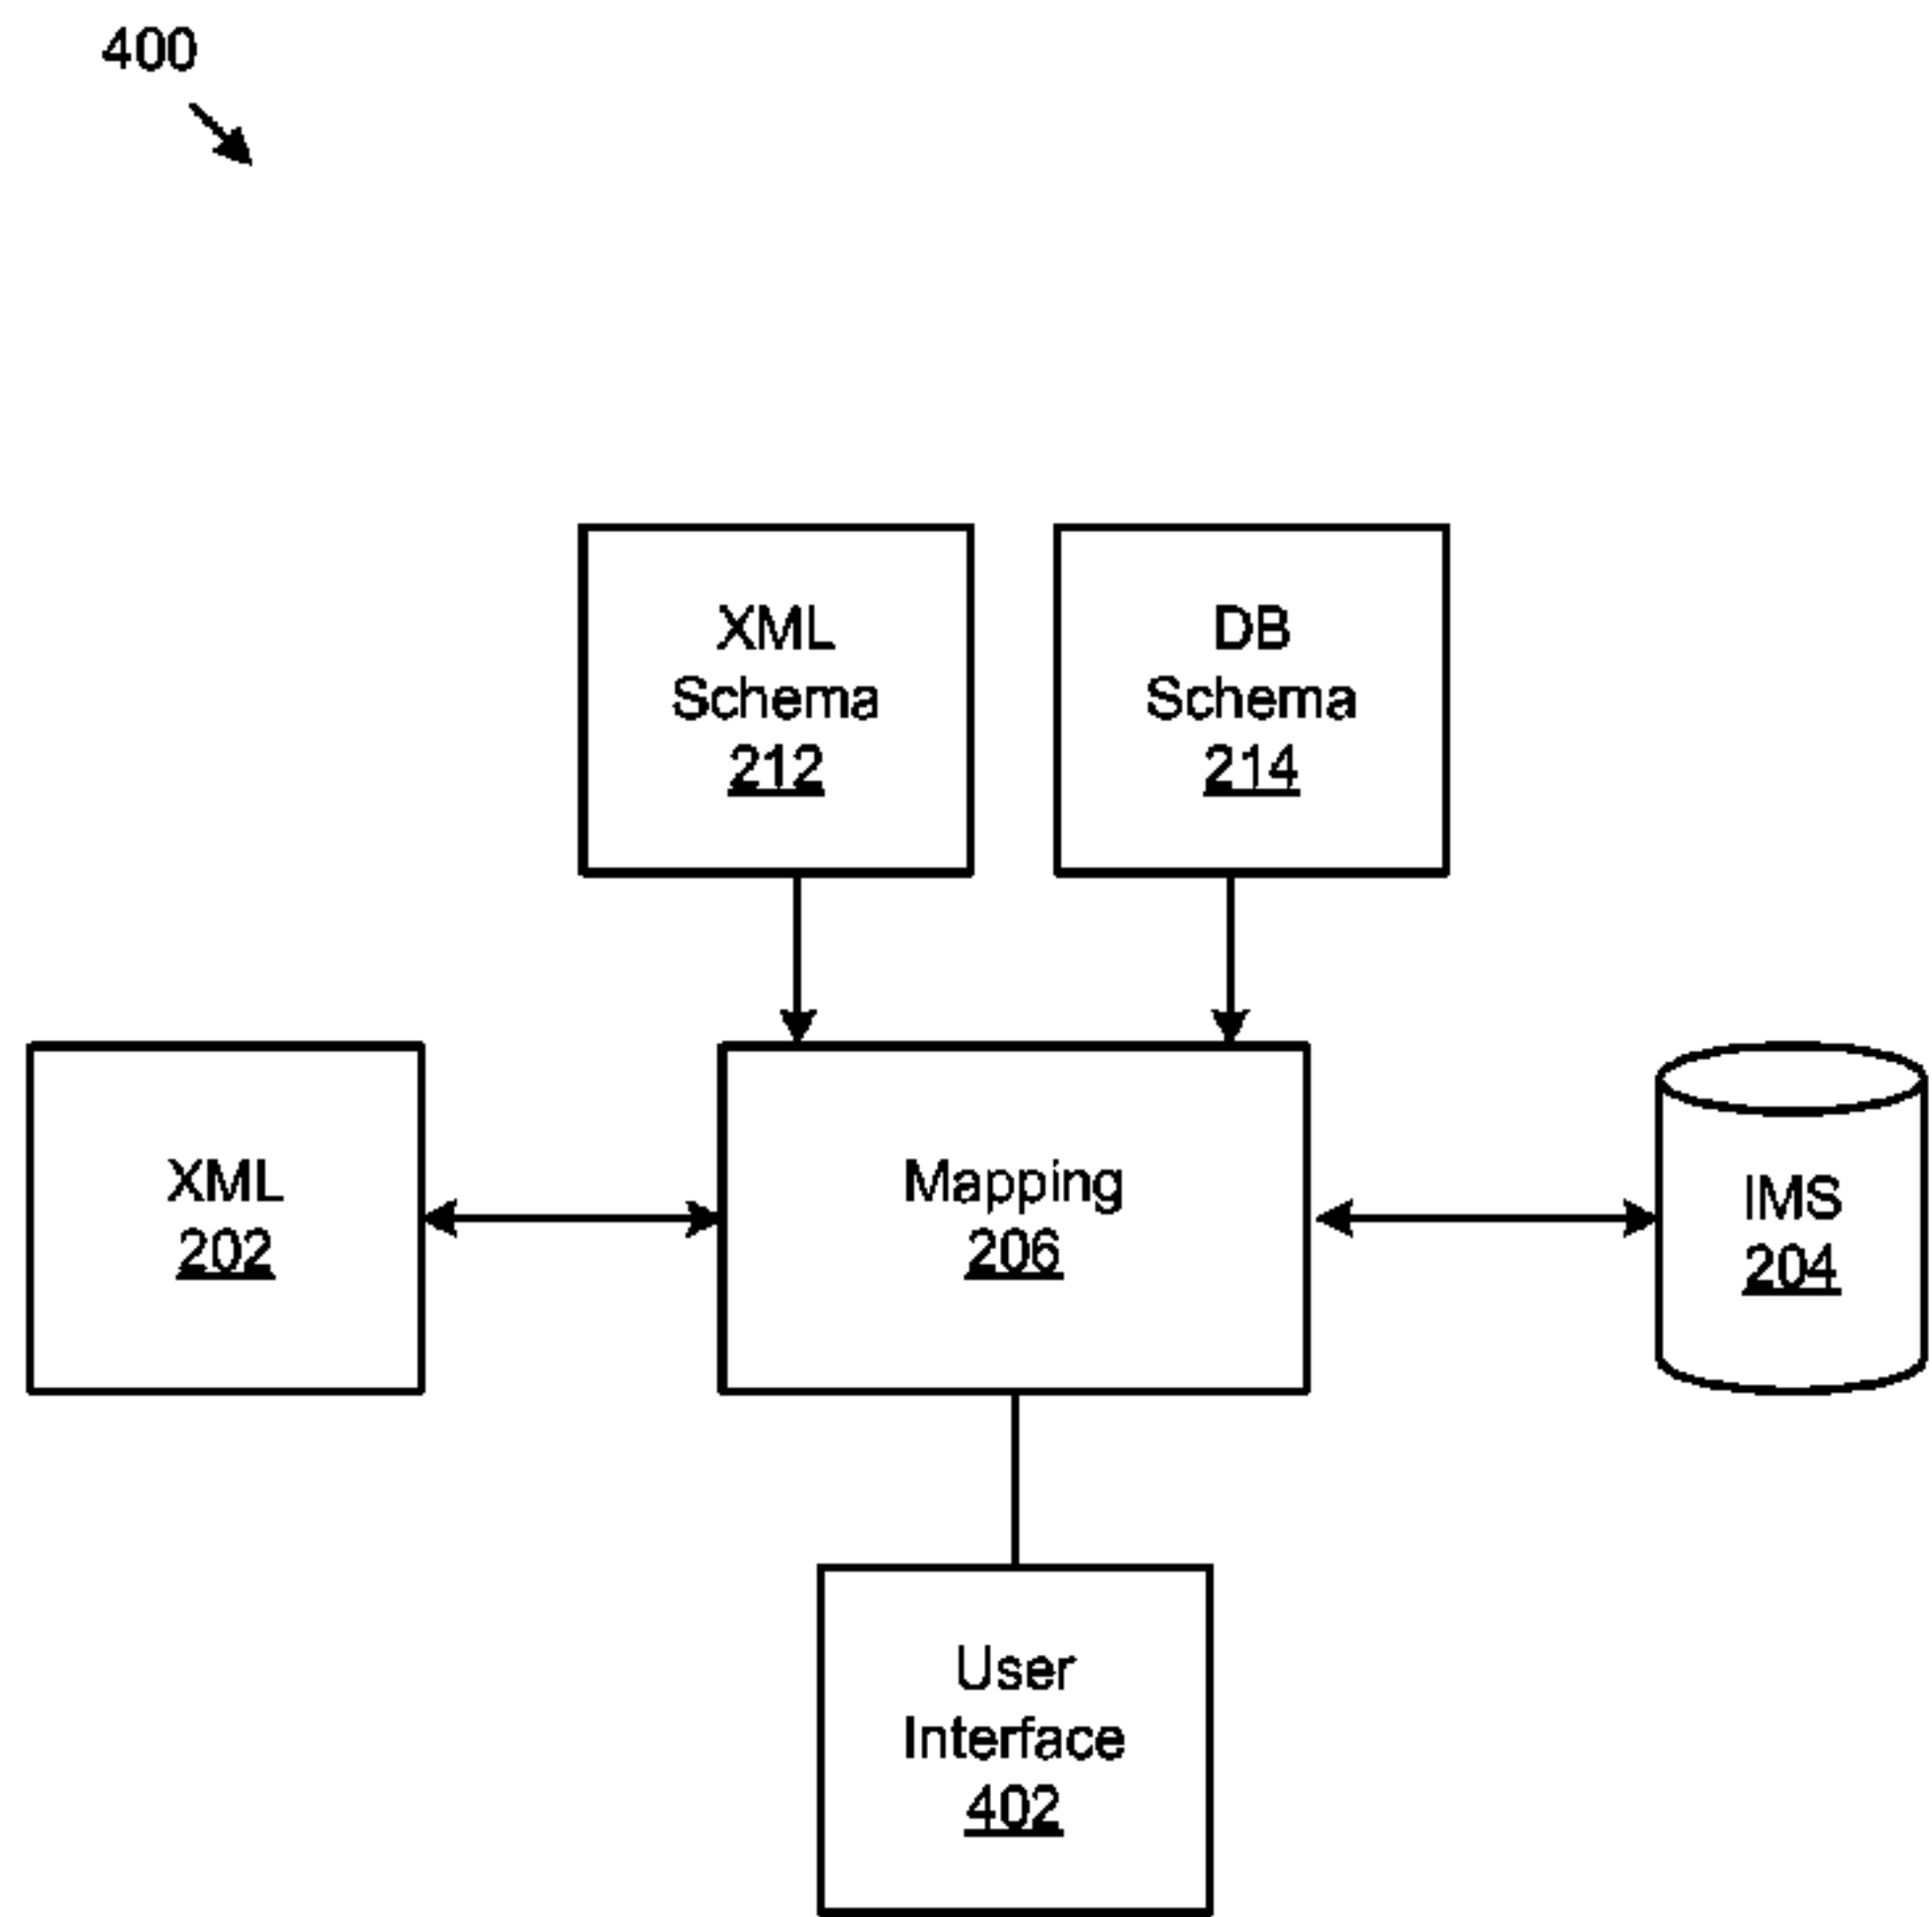 400
XML
Schema
212
DB
Schema
214
XML
202
Mapping
206
IMS
204
User
Interface
402